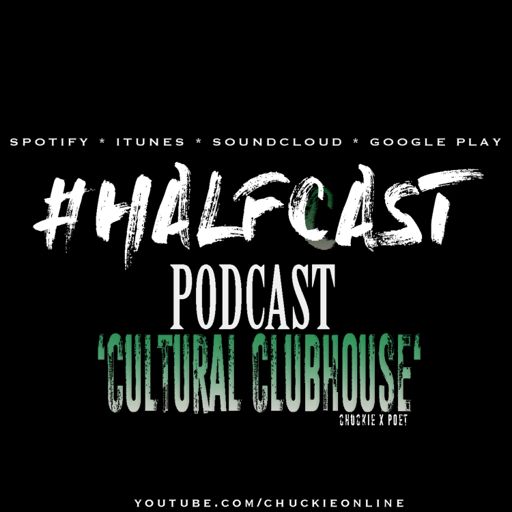 SPOTIFY * ITUNES * SOUNDCLOUD * GOOGLE PLAY
#HALFCAST
PODCAST
'CULTURAL CLUBHOUSE'
CHUCKIE X POET
YOUTUBE.COM/CHUCKIEONLINE